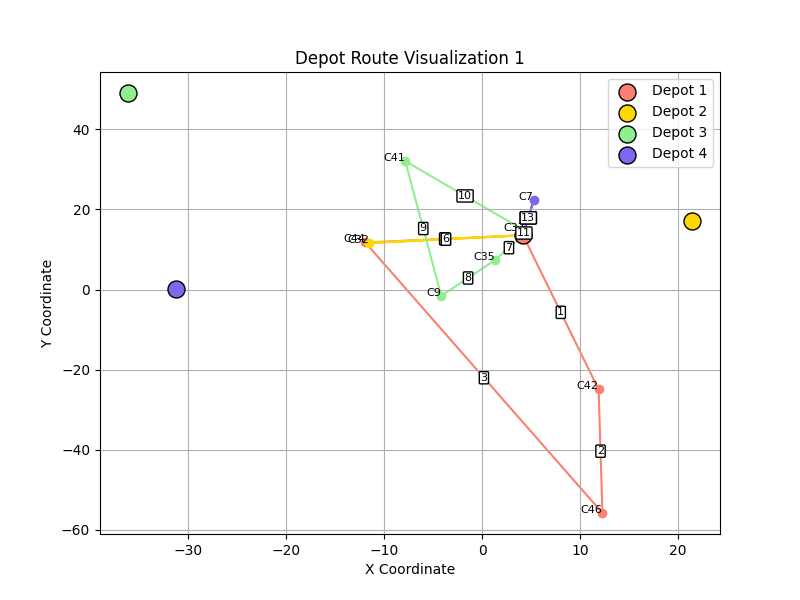 Depot Route Visualization 1
Depot 1
Depot 2
Depot 3
Depot 4
Y Coordinate
40
20
0
−20
−40
−60
C41
10
C7
13
9
11
C44
6
7
C35
8
C9
1
3
C42
2
C46
−30
−20
−10
0
10
20
X Coordinate